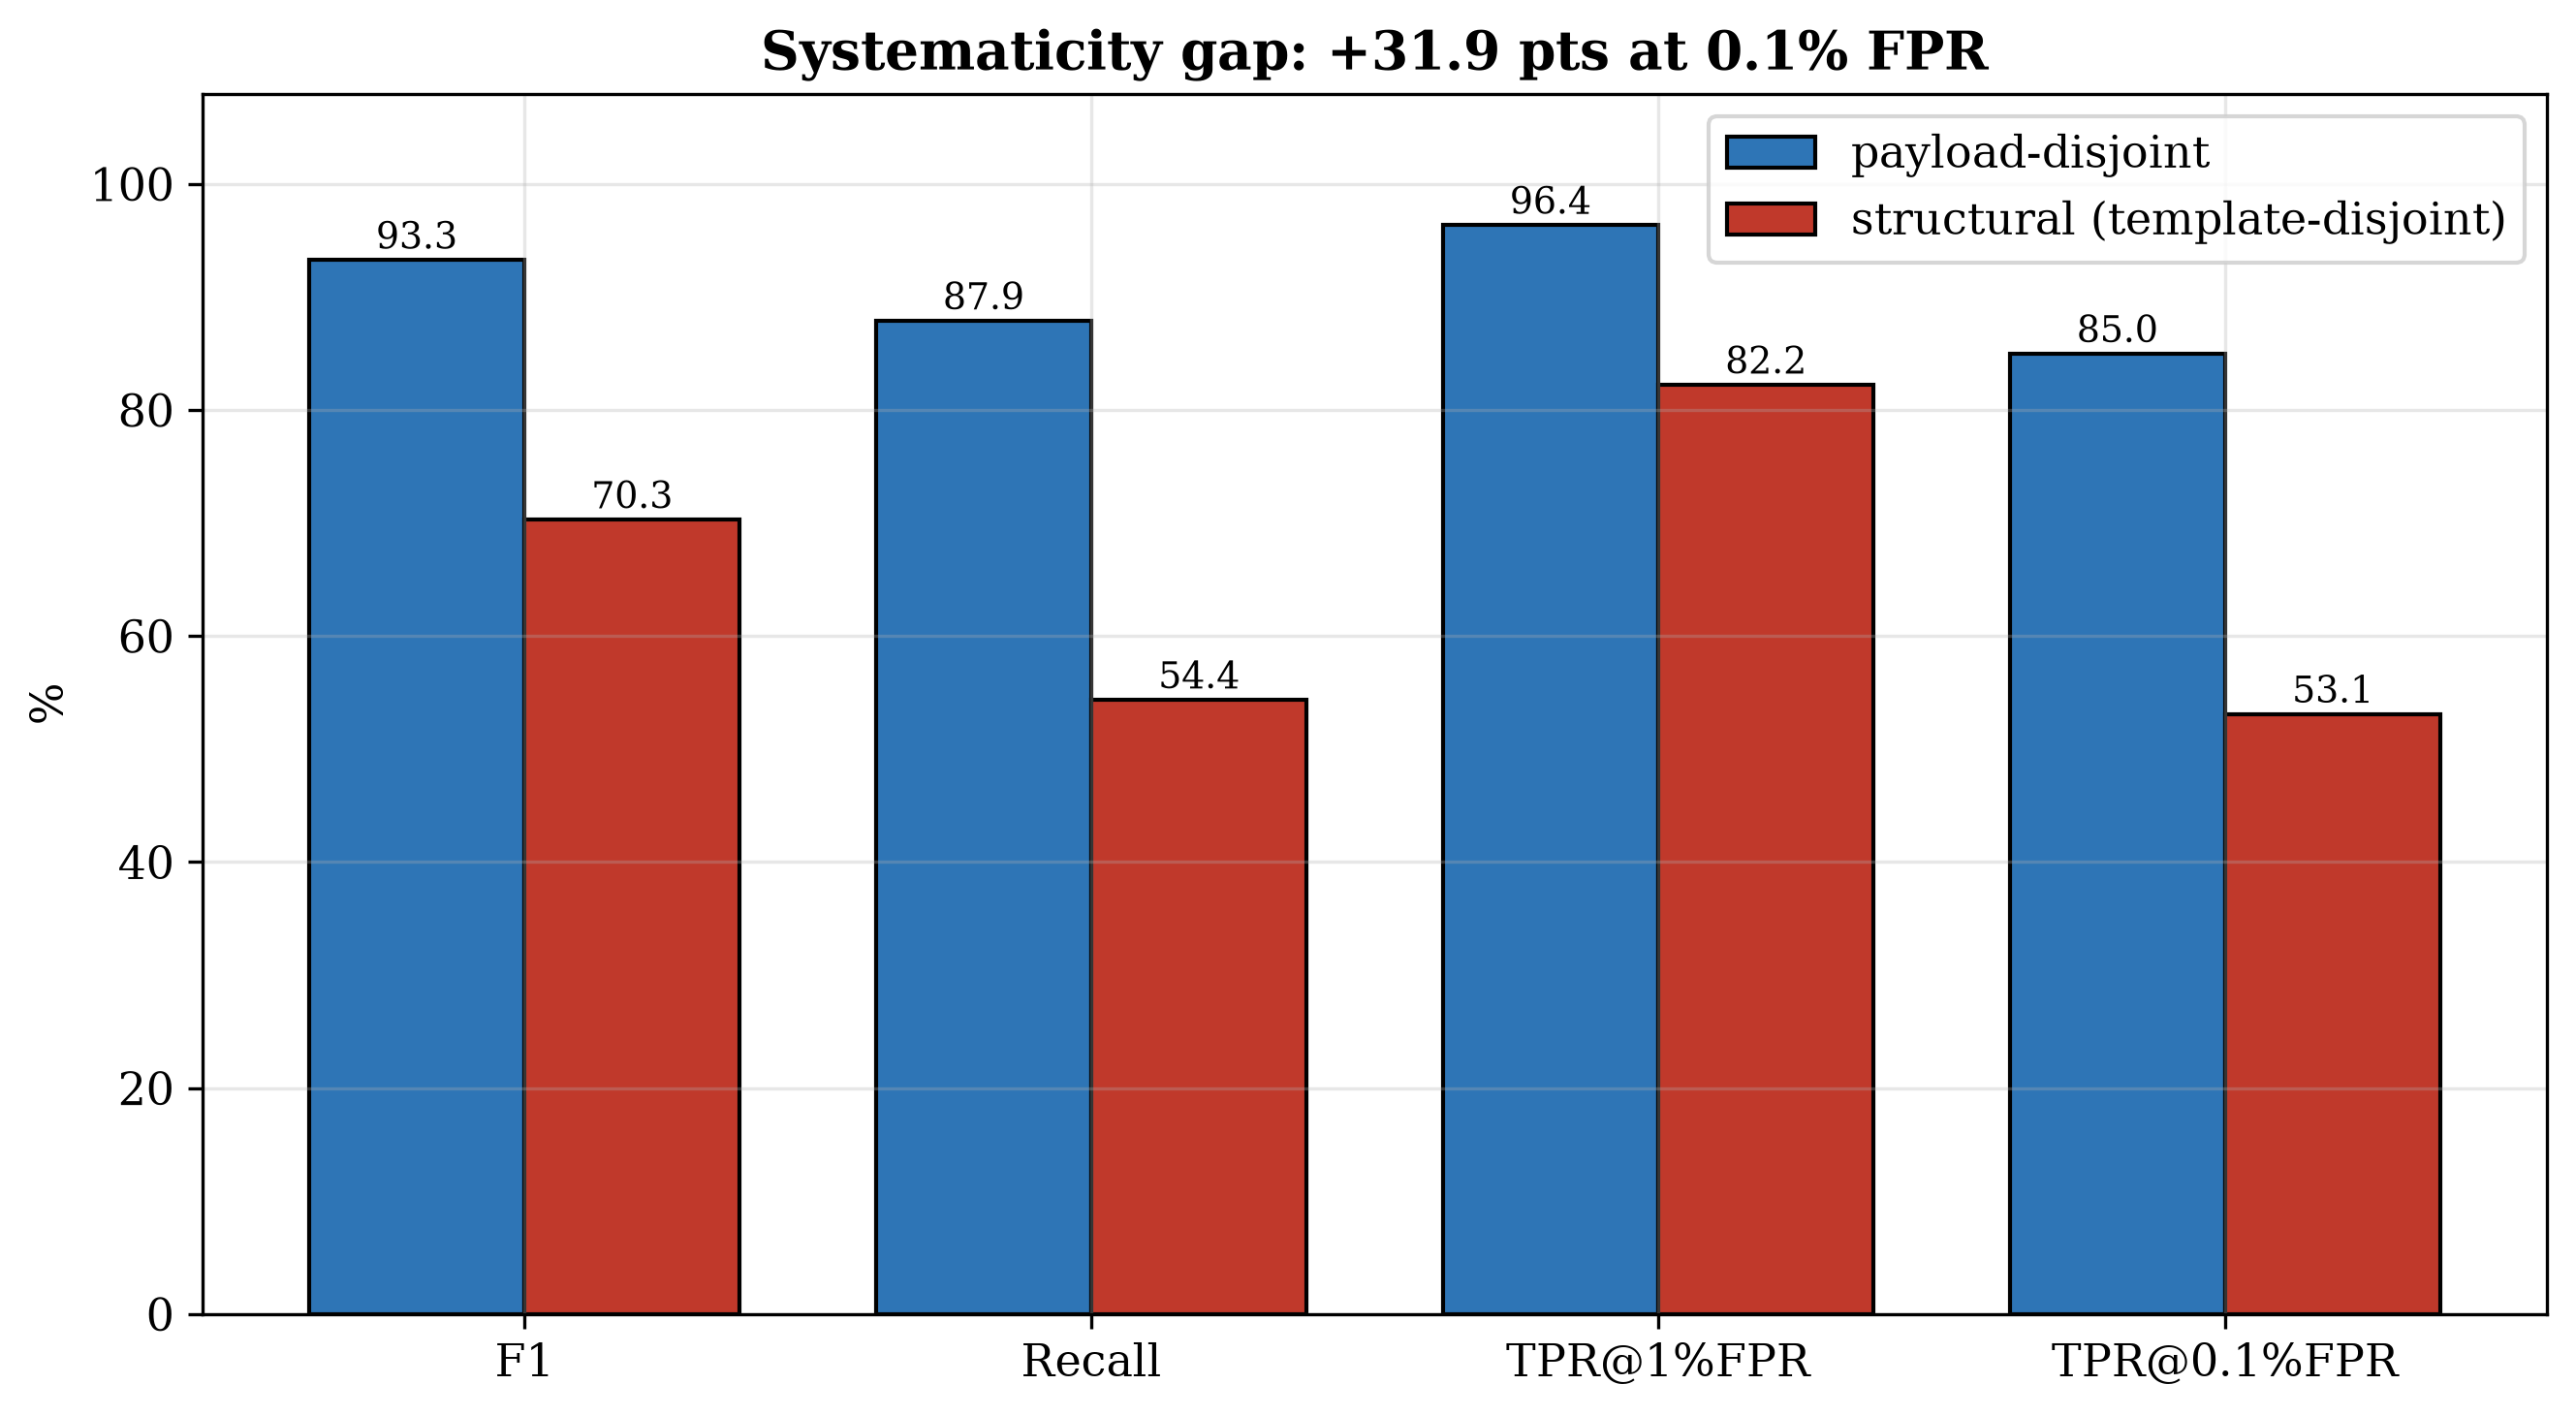 Systematicity gap: +31.9 pts at 0.1% FPR
payload-disjoint
structural (template-disjoint)
%
100
80
60
40
20
0
93.3
70.3
87.9
54.4
96.4
82.2
85.0
53.1
F1
Recall
TPR@1%FPR
TPR@0.1%FPR